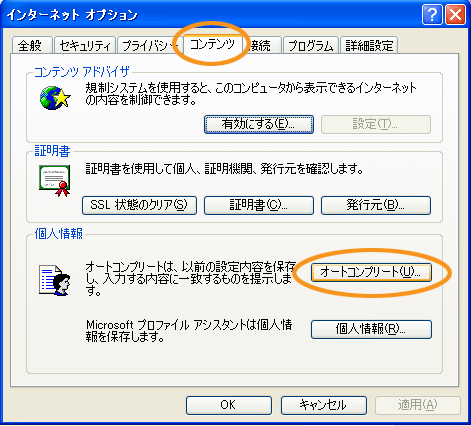 インターネット オプション
全般
セキュリティ
プライバシー
コンテンツ
接続
プログラム
詳細設定
コンテンツ アドバイザ
規制システムを使用すると、このコンピュータから表示できるインターネット
の内容を制御できます。
有効にする(E)...
設定(T)...
証明書
証明書を使用して個人、証明機関、発行元を確認します。
SSL 状態のクリア(S)
証明書(C)...
発行元(B)...
個人情報
オートコンプリートは、以前の設定内容を保存
し、入力する内容に一致するものを提示しま
す。
オートコンプリート(U)...
Microsoft プロファイル アシスタントは個人情
報を保存します。
個人情報(R)...
OK
キャンセル
適用(A)